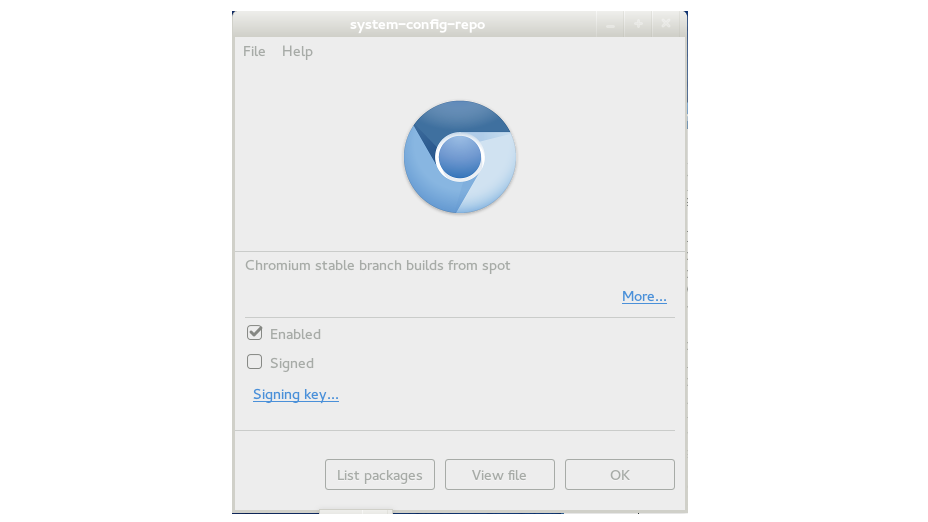 system-config-repo
File Help
Chromium stable branch builds from spot
More...
Enabled
Signed
Signing key...
List packages View file OK